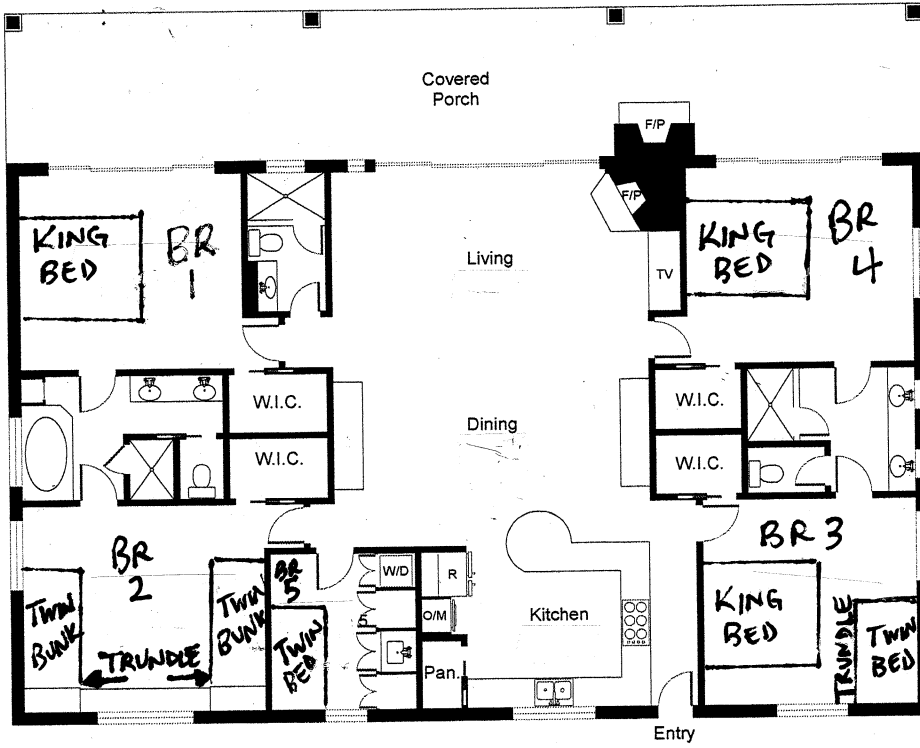 Covered
Porch
F/P
F/P
KING
BED
BR
1
Living
TV
KING
BED
BR
4
W.I.C.
W.I.C.
Dining
W.I.C.
W.I.C.
BR
2
TWIN
BUNK
TRUNDLE
TWIN
BUNK
BR
5
TWIN
BED
W/D
R
O/M
Pan.
Kitchen
BR 3
KING
BED
TRUNDLE
TWIN
BED
Entry